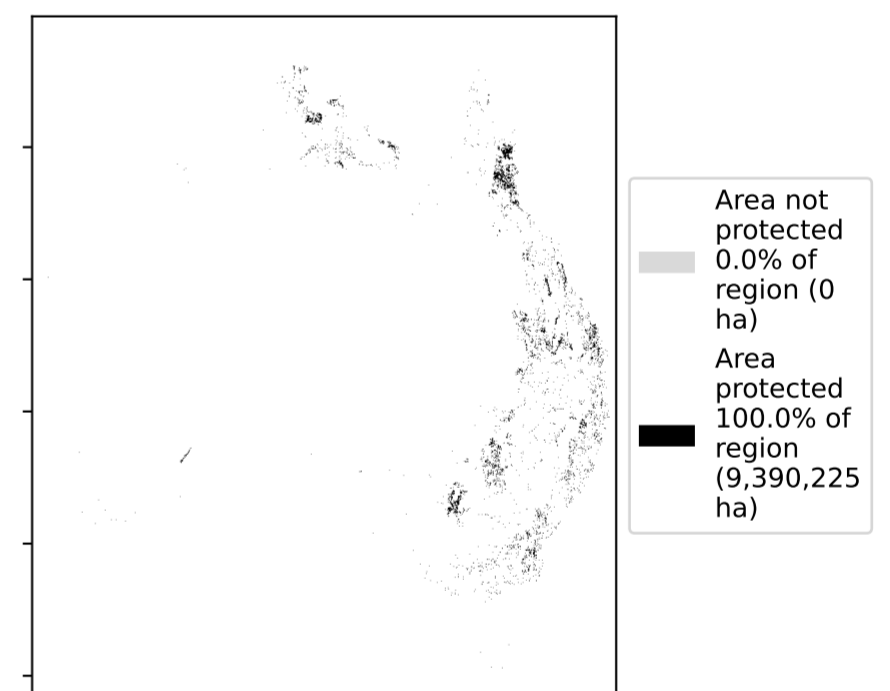 Area not
protected
0.0% of
region (0
ha)
Area
protected
100.0% of
region
(9,390,225
ha)